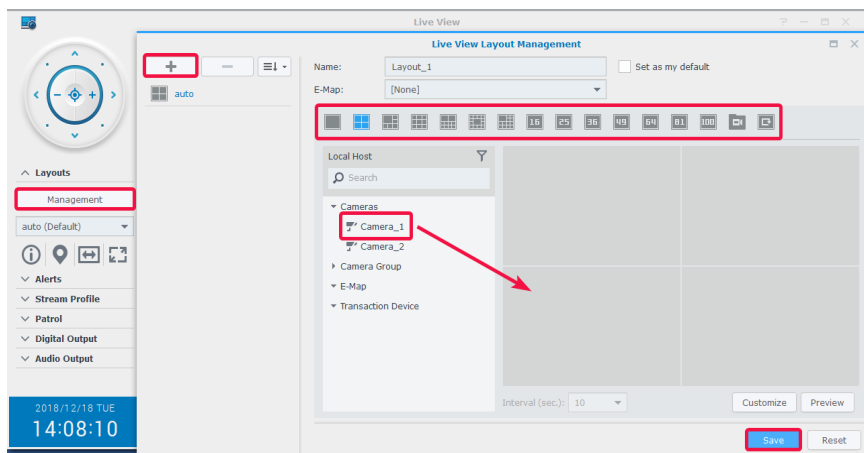 Live View
Live View Layout Management
Name:
Layout_1
Set as my default
E-Map:
[None]
auto
16 25 36 49 64 81 100
Layouts
Management
auto (Default)
Alerts
Stream Profile
Patrol
Digital Output
Audio Output
2018/12/18 TUE
14:08:10
Local Host
Search
Cameras
Camera_1
Camera_2
Camera Group
E-Map
Transaction Device
Interval (sec.): 10
Customize
Preview
Save
Reset